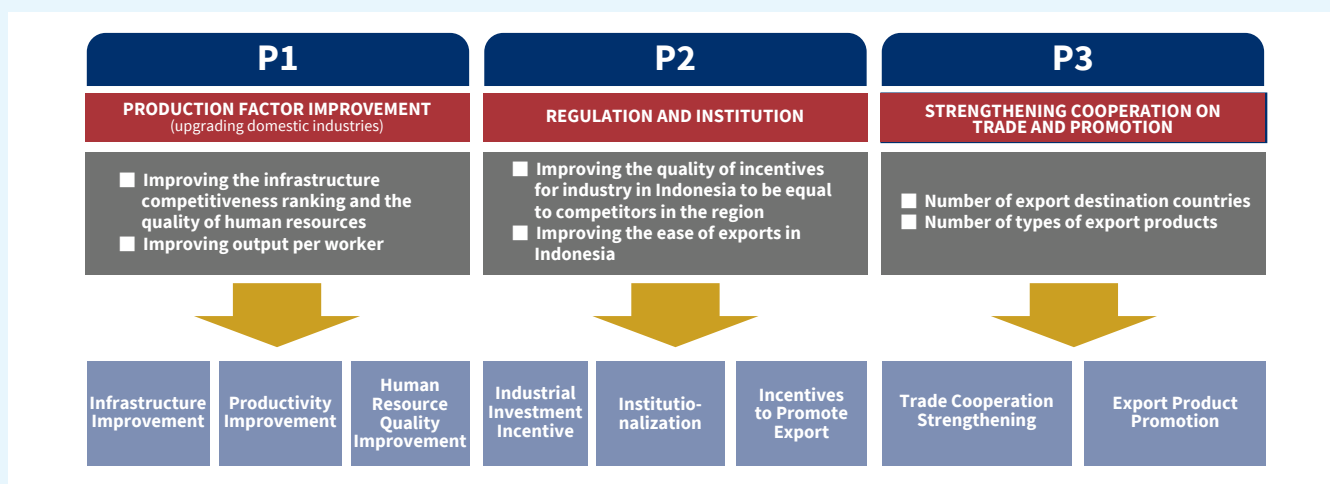 P1
PRODUCTION FACTOR IMPROVEMENT
(upgrading domestic industries)
Improving the infrastructure
competitiveness ranking and the
quality of human resources
Improving output per worker
Infrastructure
Improvement
Productivity
Improvement
Human
Resource
Quality
Improvement
P2
REGULATION AND INSTITUTION
Improving the quality of incentives
for industry in Indonesia to be equal
to competitors in the region
Improving the ease of exports in
Indonesia
Industrial
Investment
Incentive
Institutio-
nalization
Incentives
to Promote
Export
P3
STRENGTHENING COOPERATION ON
TRADE AND PROMOTION
Number of export destination countries
Number of types of export products
Trade Cooperation
Strengthening
Export Product
Promotion